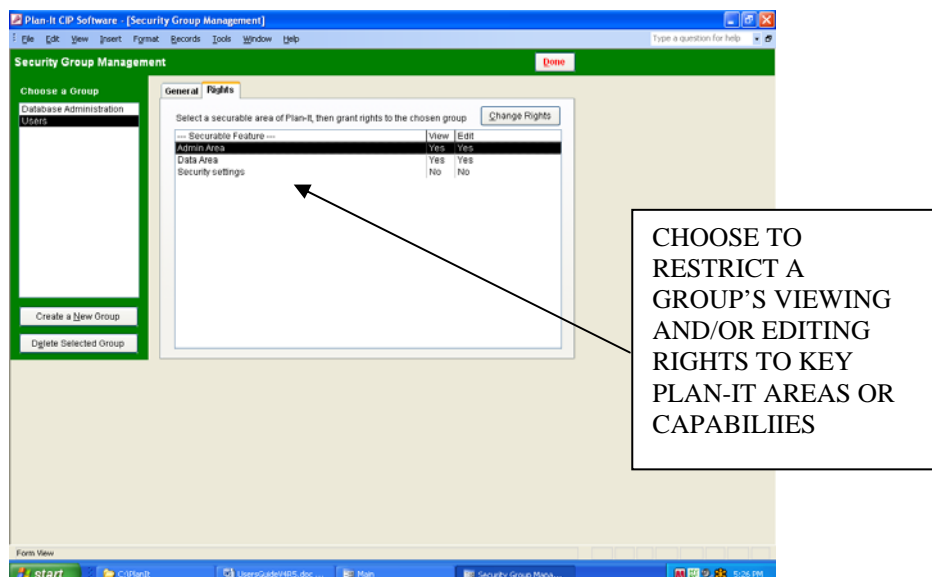 Plan-It CIP Software - [Security Group Management]
File Edit View Insert Format Records Tools Window Help Type a question for help
Security Group Management Done
Choose a Group
Database Administration
Users
Create a New Group
Delete Selected Group
General Rights
Select a securable area of Plan-It, then grant rights to the chosen group Change Rights
--- Securable Feature --- View Edit
Admin Area Yes Yes
Data Area Yes Yes
Security settings No No
CHOOSE TO
RESTRICT A
GROUP'S VIEWING
AND/OR EDITING
RIGHTS TO KEY
PLAN-IT AREAS OR
CAPABILIIES
Form View
start C:\PlanIt UsersGuideV4R5.doc ... Main Security Group Mana... 5:26 PM